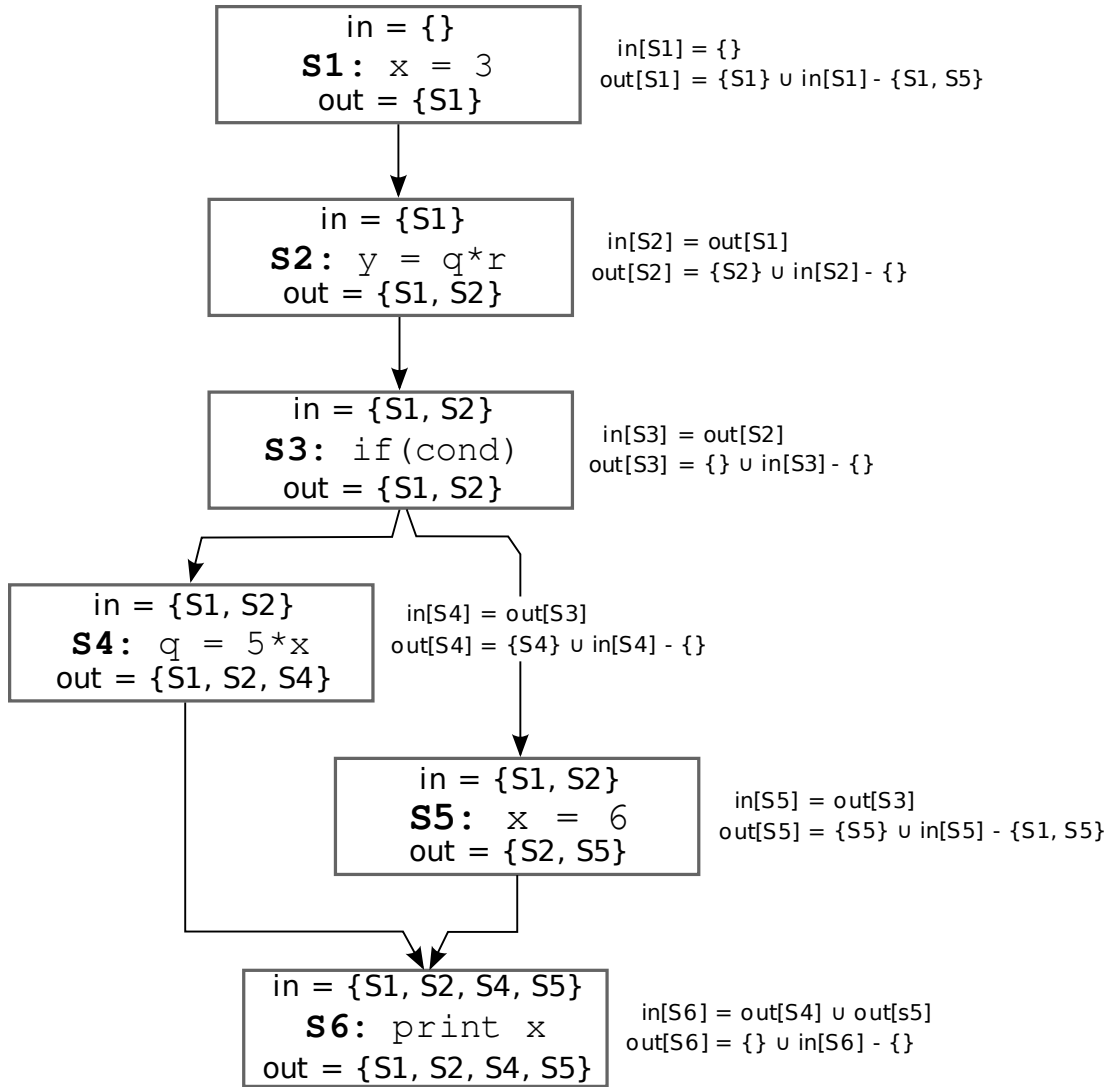 in = {}
S1: x = 3
out = {S1}
in[S1] = {}
out[S1] = {S1} ∪ in[S1] - {S1, S5}
in = {S1}
S2: y = q*r
out = {S1, S2}
in[S2] = out[S1]
out[S2] = {S2} ∪ in[S2] - {}
in = {S1, S2}
S3: if(cond)
out = {S1, S2}
in[S3] = out[S2]
out[S3] = {} ∪ in[S3] - {}
in = {S1, S2}
S4: q = 5*x
out = {S1, S2, S4}
in[S4] = out[S3]
out[S4] = {S4} ∪ in[S4] - {}
in = {S1, S2}
S5: x = 6
out = {S2, S5}
in[S5] = out[S3]
out[S5] = {S5} ∪ in[S5] - {S1, S5}
in = {S1, S2, S4, S5}
S6: print x
out = {S1, S2, S4, S5}
in[S6] = out[S4] ∪ out[s5]
out[S6] = {} ∪ in[S6] - {}